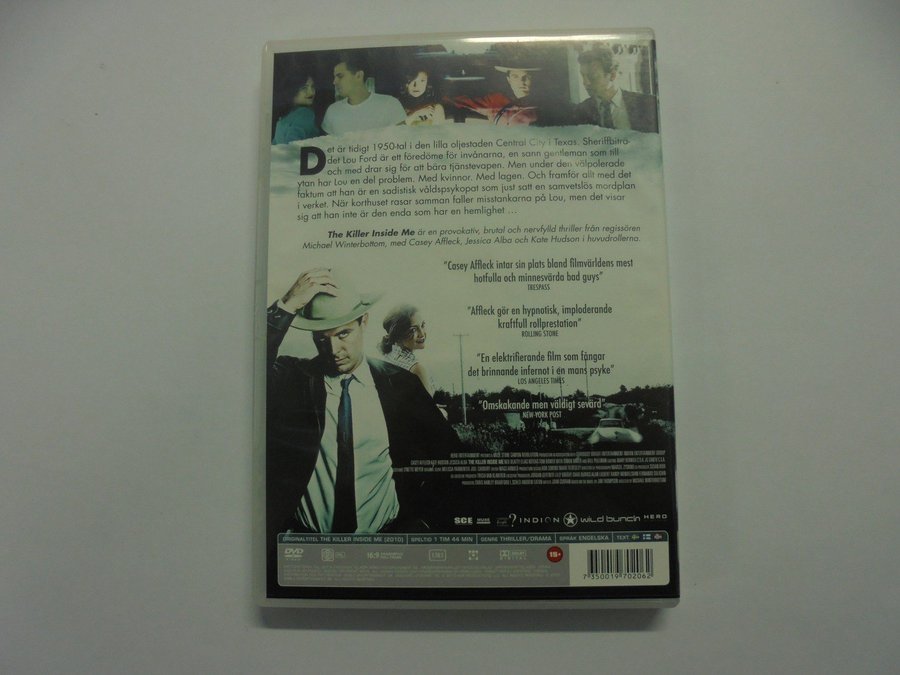 Det är tidigt 1950-tal i den lilla oljestaden Central City i Texas. Sheriffbiträ-
det Lou Ford är ett föredöme för invånarna, en sann gentleman som till
och med drar sig för att bära tjänstevapen. Men under den välpolerade
ytan har Lou en del problem. Med kvinnor. Med lagen. Och framför allt med det
faktum att han är en sadistisk våldspsykopat som just satt en samvetslös mordplan
i verket. När korthuset rasar samman faller misstankarna på Lou, men det visar
sig att han inte är den enda som har en hemlighet ...
The Killer Inside Me är en provokativ, brutal och nervfylld thriller från regissören
Michael Winterbottom, med Casey Affleck, Jessica Alba och Kate Hudson i huvudrollerna.
"Casey Affleck intar sin plats bland filmvärldens mest
hotfulla och minnesvärda bad guys"
TRESPASS
"Affleck gör en hypnotisk, imploderande
kraftfull rollprestation"
ROLLING STONE
"En elektrifierande film som fångar
det brinnande infernot i en mans psyke"
LOS ANGELES TIMES
"Omskakande men väldigt sevärd"
NEW YORK POST
SCE INDION wild bunch HERO
ORIGINALTITEL THE KILLER INSIDE ME (2010) SPELTID 1 TIM 44 MIN GENRE THRILLER/DRAMA SPRÅK ENGELSKA TEXT
DVD 16:9 15+
7 350019 702062